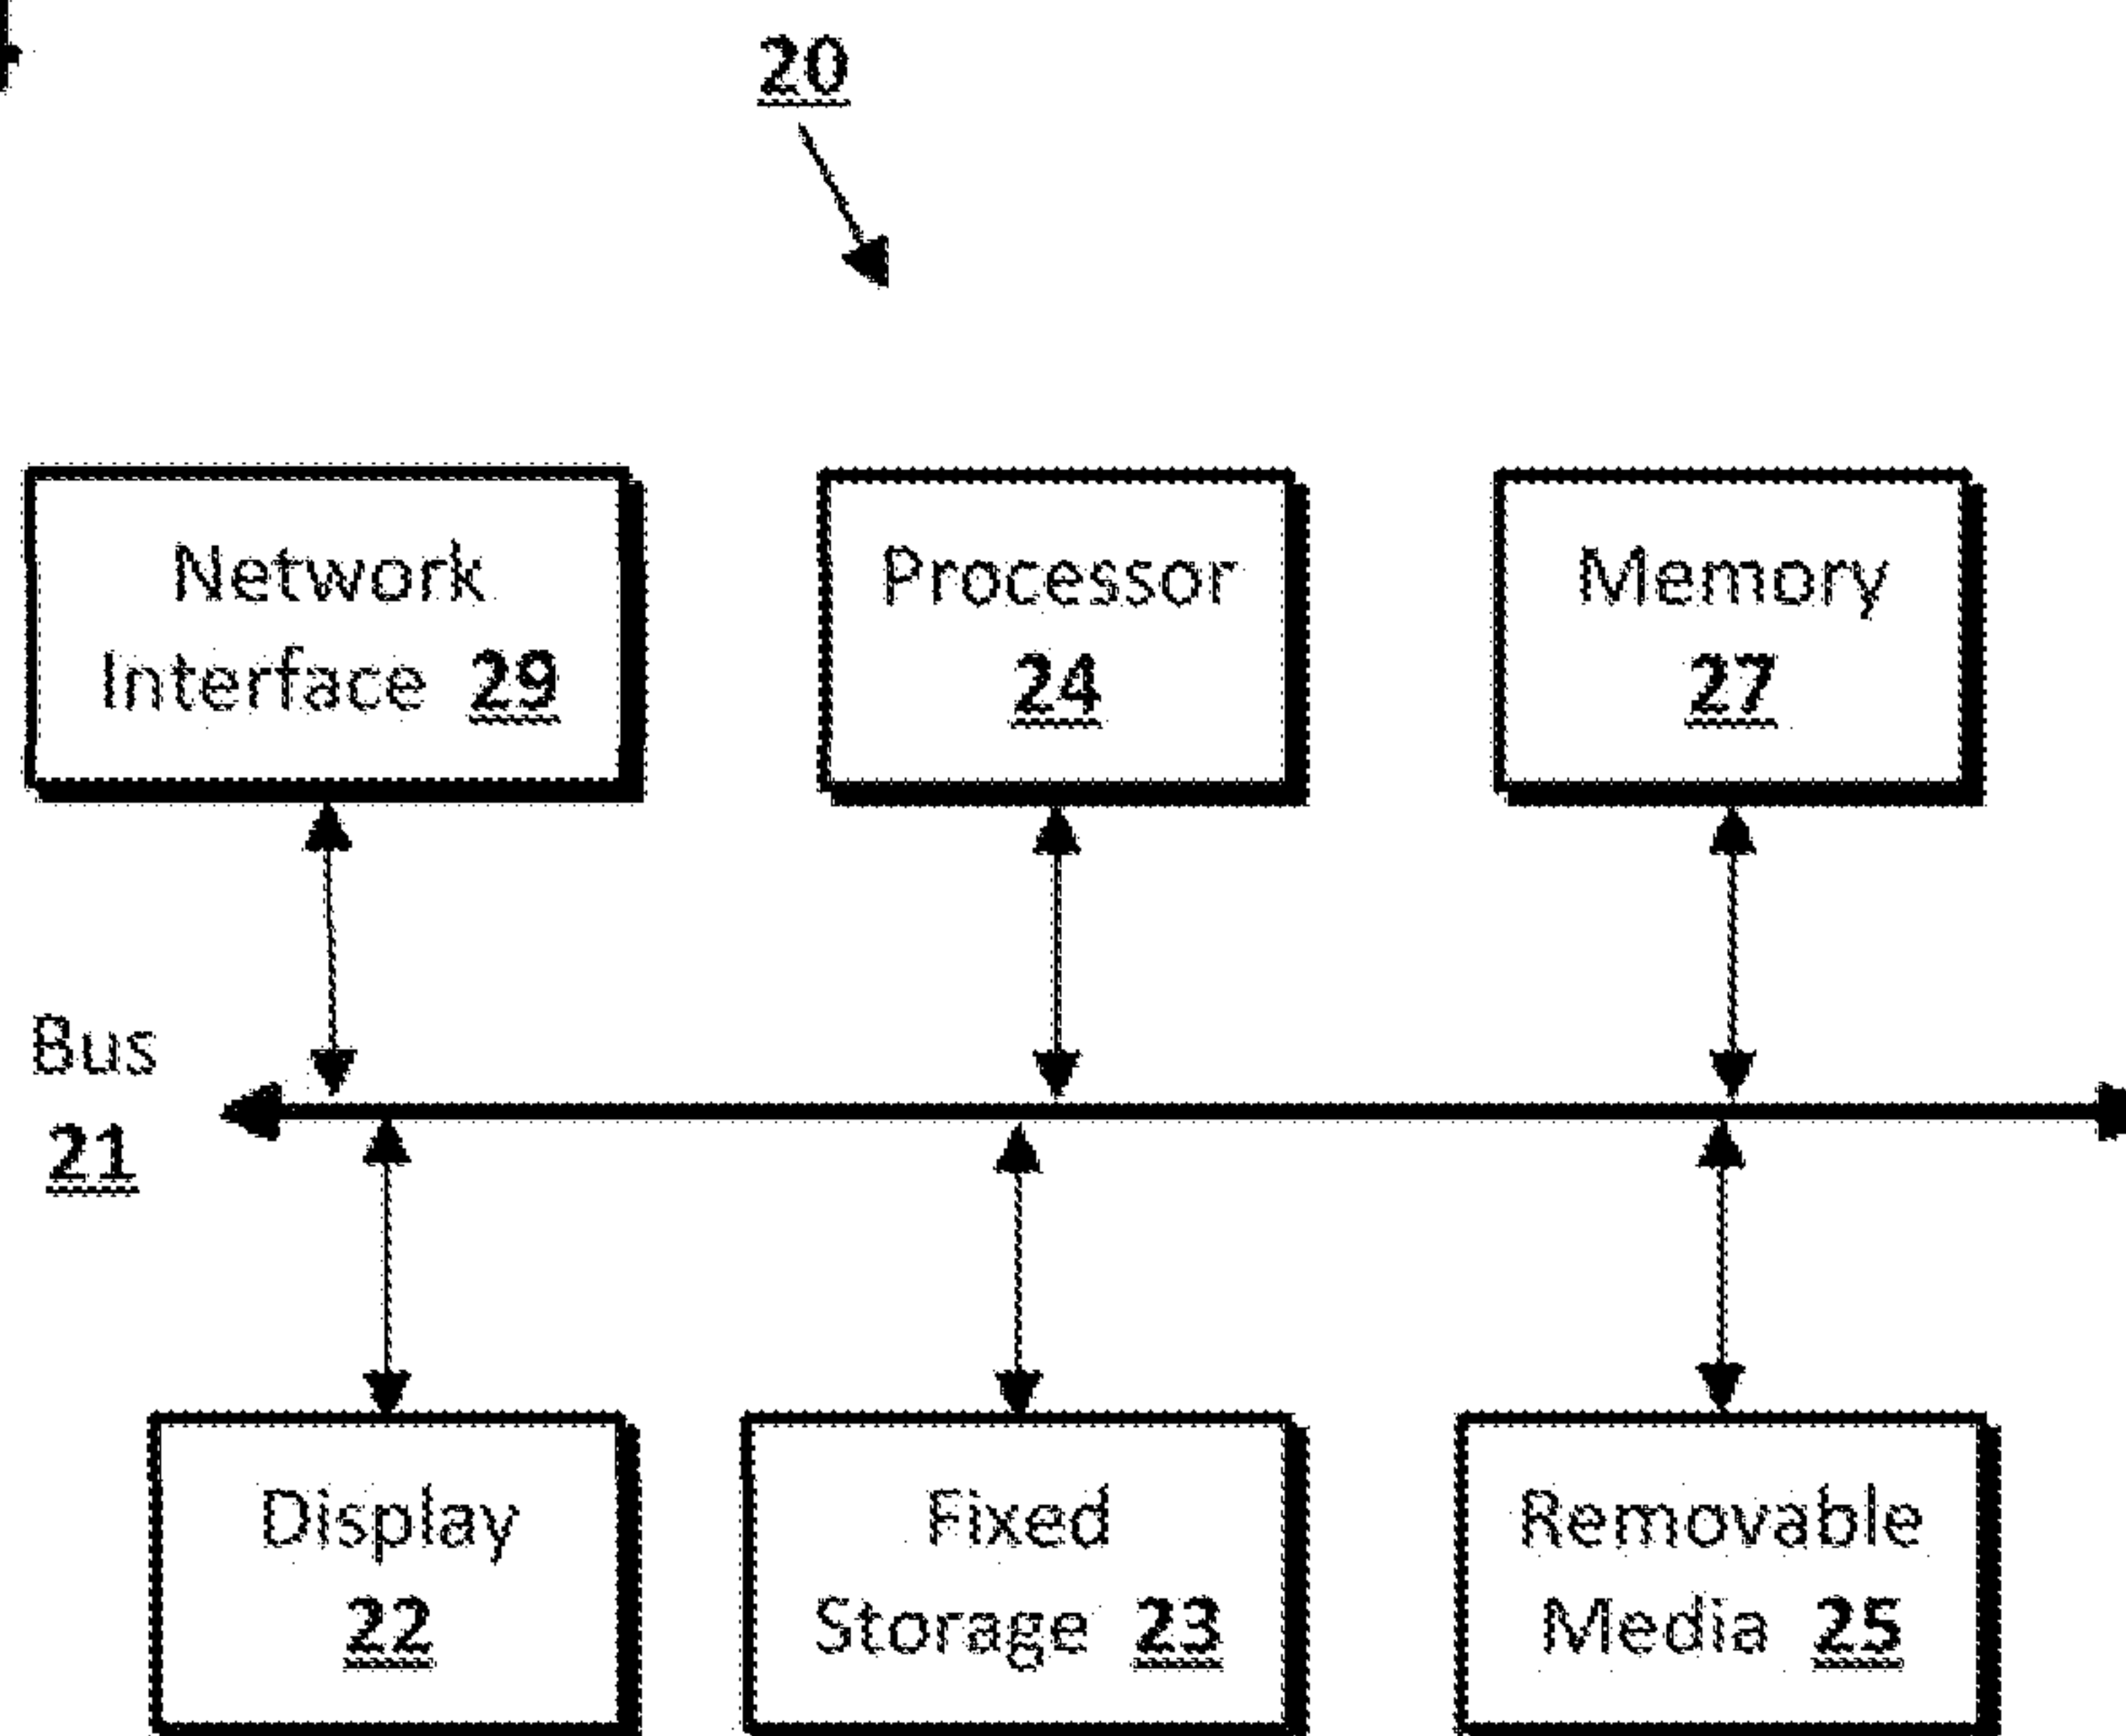 20
Network
Interface 29
Processor
24
Memory
27
Bus
21
Display
22
Fixed
Storage 23
Removable
Media 25